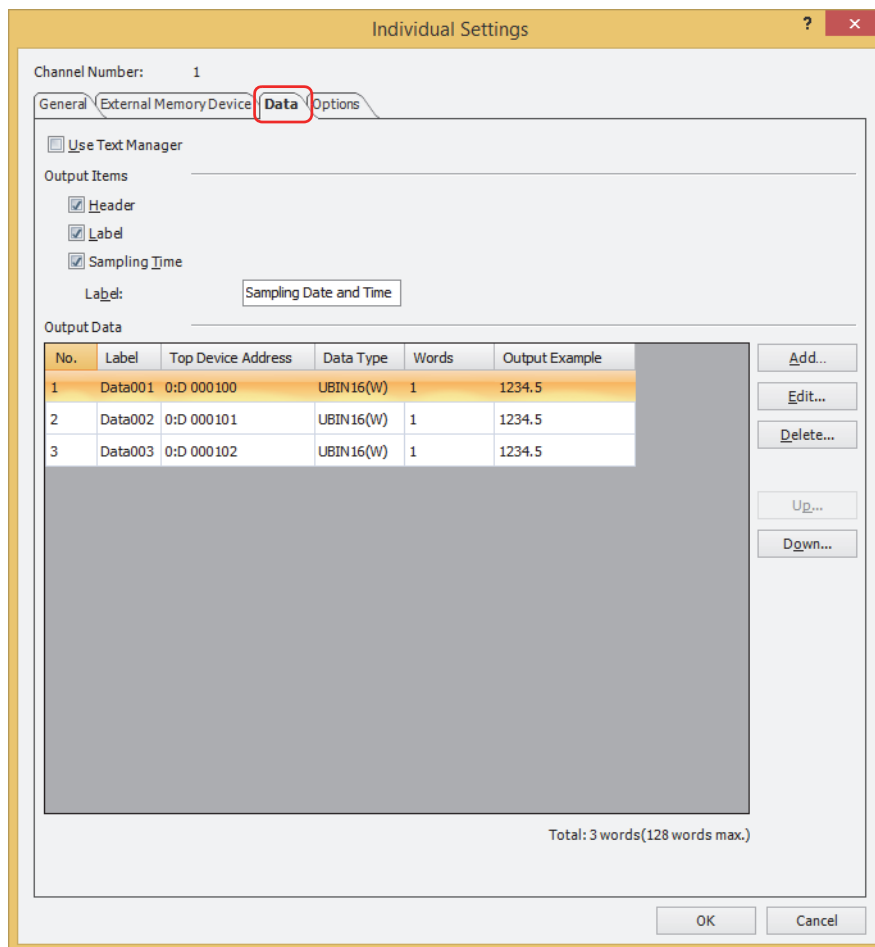 Individual Settings ? ×
Channel Number: 1
General External Memory Device Data Options
Use Text Manager
Output Items
Header
Label
Sampling Time
Label: Sampling Date and Time
Output Data
No. Label Top Device Address Data Type Words Output Example
1 Data001 0:D 000100 UBIN16(W) 1 1234.5
2 Data002 0:D 000101 UBIN16(W) 1 1234.5
3 Data003 0:D 000102 UBIN16(W) 1 1234.5
Add...
Edit...
Delete...
Up...
Down...
Total: 3 words(128 words max.)
OK Cancel